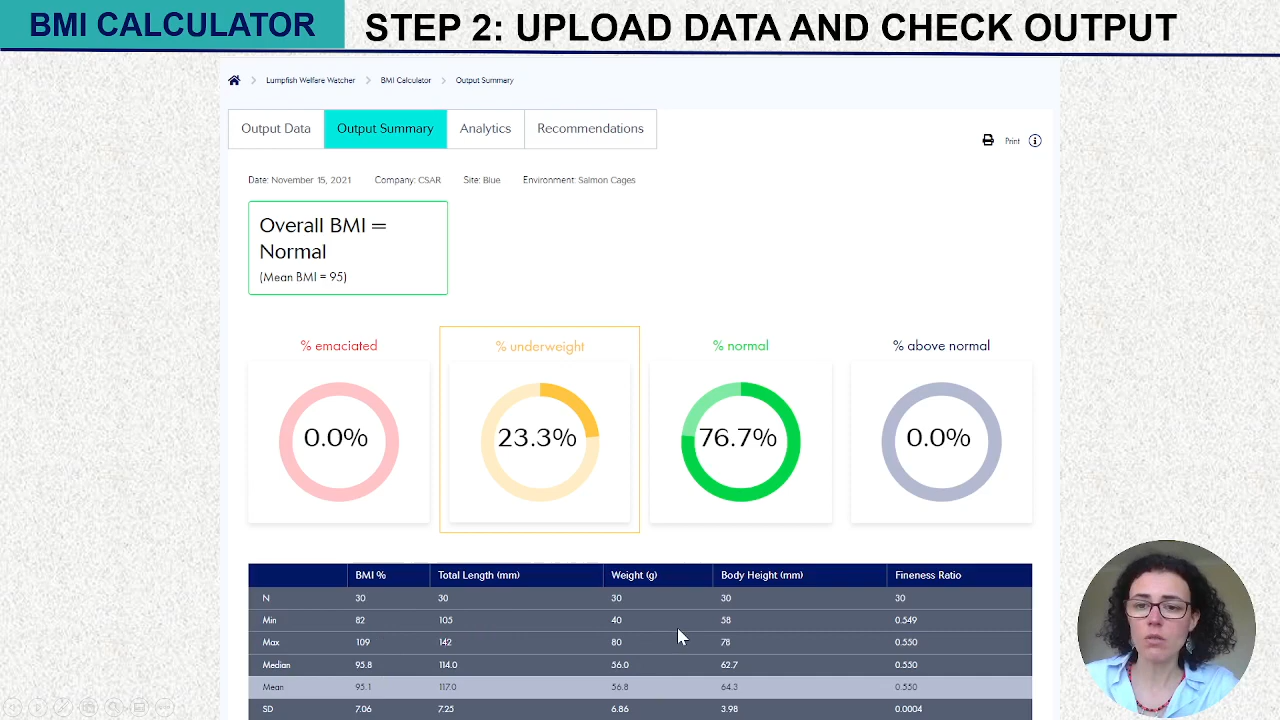 BMI CALCULATOR
STEP 2: UPLOAD DATA AND CHECK OUTPUT
Lumpfish Welfare Watcher > BMI Calculator > Output Summary
Output Data Output Summary Analytics Recommendations
Print
Date: November 15, 2021 Company: CSAR Site: Blue Environment: Salmon Cages
Overall BMI =
Normal
(Mean BMI = 95)
% emaciated % underweight % normal % above normal
0.0% 23.3% 76.7% 0.0%
BMI % Total Length (mm) Weight (g) Body Height (mm) Fineness Ratio
N 30 30 30 30 30
Min 82 105 40 58 0.549
Max 109 142 80 78 0.550
Median 95.8 114.0 56.0 62.7 0.550
Mean 95.1 117.0 56.8 64.3 0.550
SD 7.06 7.25 6.86 3.98 0.0004